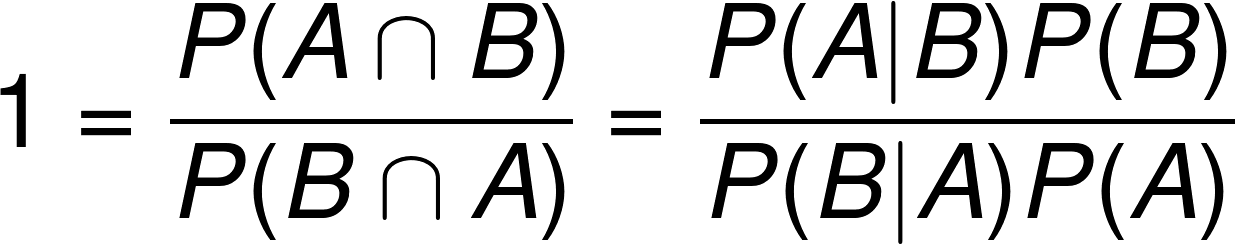 1 = P(A ∩ B) / P(B ∩ A) = P(A|B)P(B) / P(B|A)P(A)